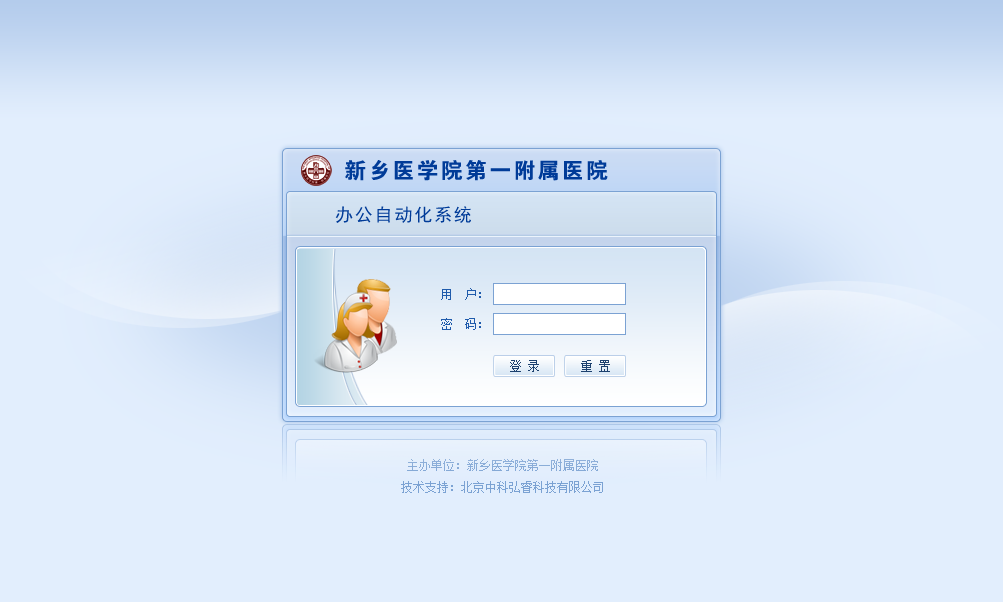 新乡医学院第一附属医院
办公自动化系统
用 户：
密 码：
登 录 重 置
主办单位：新乡医学院第一附属医院
技术支持：北京中科弘睿科技有限公司